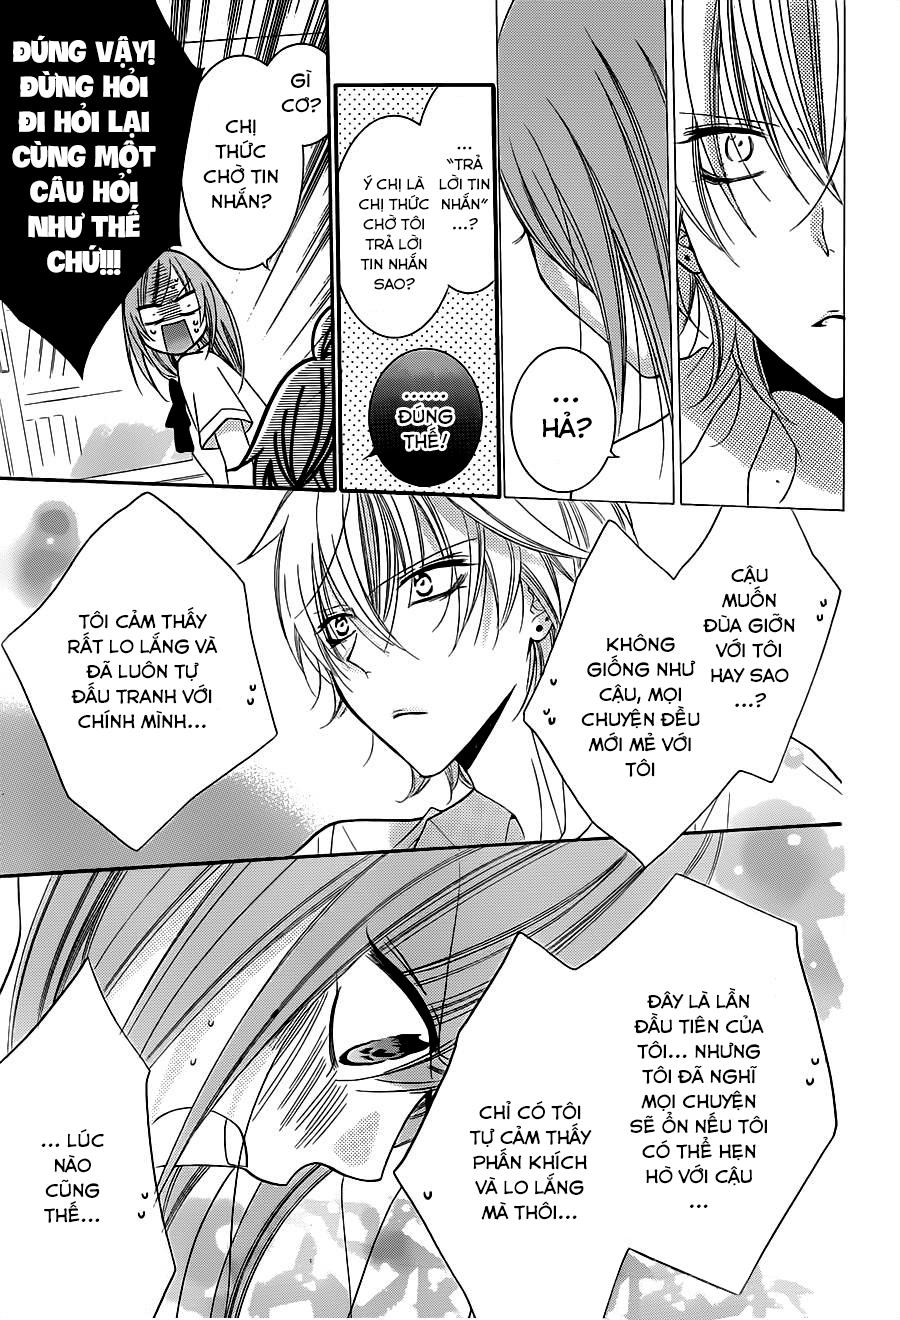 ...
HẢ?
...
"TRẢ
LỜI TIN
NHẮN"
...?
Ý CHỊ LÀ
CHỊ THỨC
CHỜ TÔI
TRẢ LỜI
TIN NHẮN
SAO?
......
ĐÚNG
THẾ!
GÌ
CƠ?
CHỊ
THỨC
CHỜ TIN
NHẮN?
ĐÚNG VẬY!
ĐỪNG HỎI
ĐI HỎI LẠI
CÙNG MỘT
CÂU HỎI
NHƯ THẾ
CHỨ!!!
CẬU
MUỐN
ĐÙA GIỠN
VỚI TÔI
HAY SAO
...?
KHÔNG
GIỐNG NHƯ
CẬU, MỌI
CHUYỆN ĐỀU
MỚI MẺ VỚI
TÔI
TÔI CẢM THẤY
RẤT LO LẮNG VÀ
ĐÃ LUÔN TỰ
ĐẤU TRANH VỚI
CHÍNH MÌNH...
ĐÂY LÀ LẦN
ĐẦU TIÊN CỦA
TÔI... NHƯNG
TÔI ĐÃ NGHĨ
MỌI CHUYỆN
SẼ ỔN NẾU TÔI
CÓ THỂ HẸN
HÒ VỚI CẬU
...
CHỈ CÓ TÔI
TỰ CẢM THẤY
PHẤN KHÍCH
VÀ LO LẮNG
MÀ THÔI...
... LÚC
NÀO
CŨNG
THẾ...